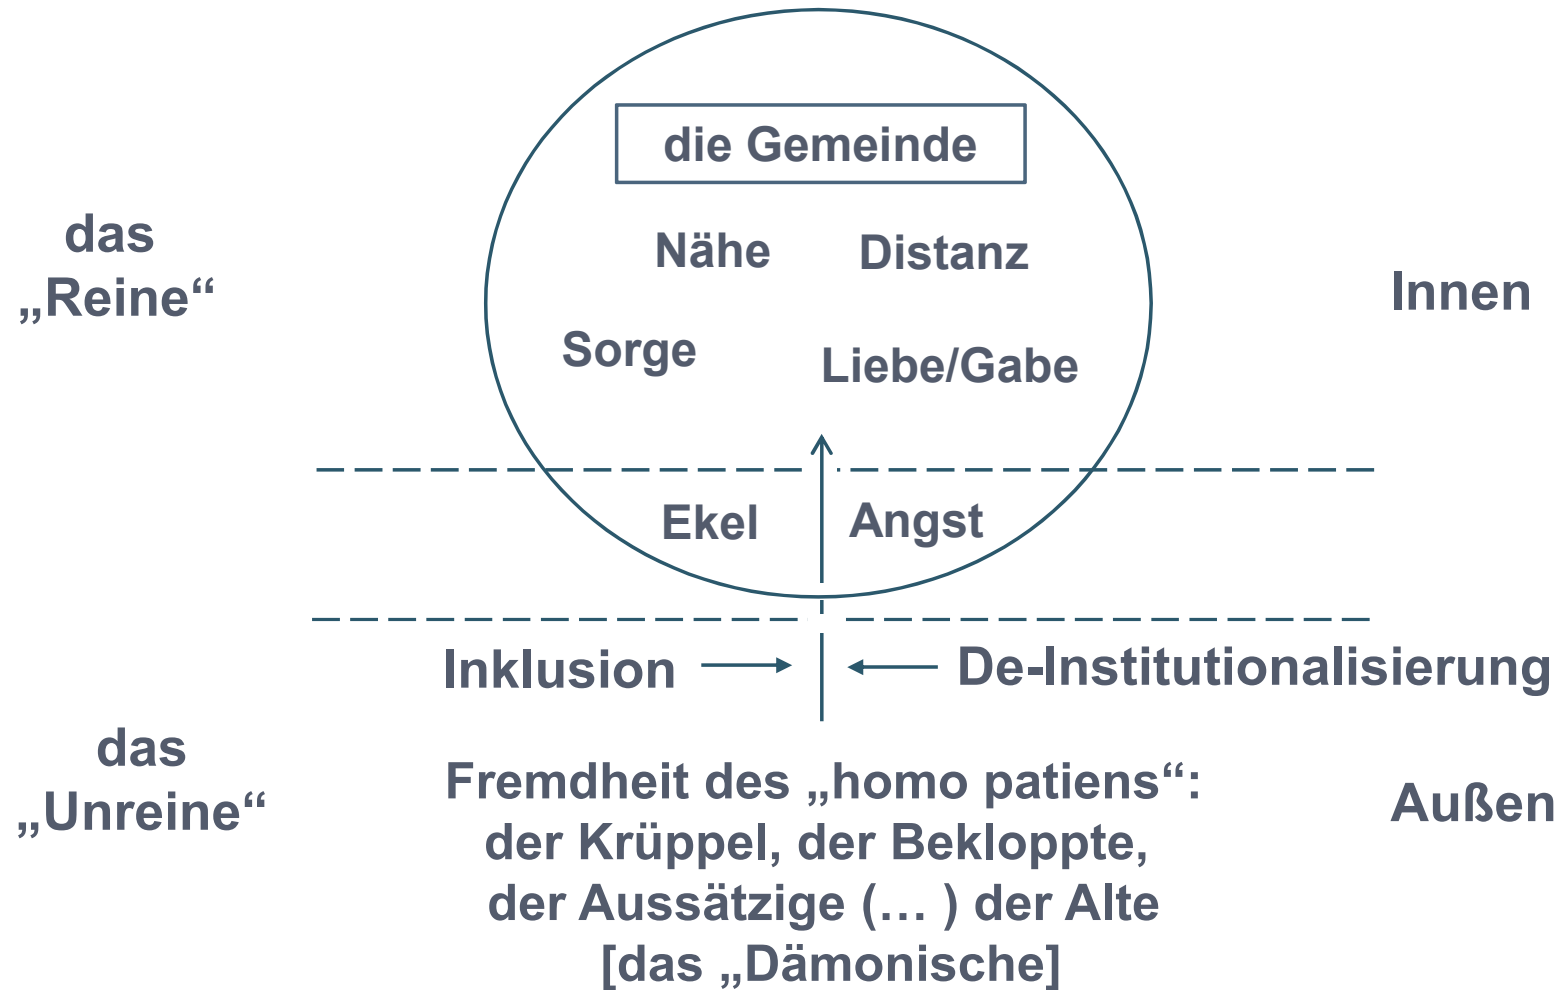 die Gemeinde
das
„Reine“
Nähe
Distanz
Innen
Sorge
Liebe/Gabe
Ekel
Angst
Inklusion
De-Institutionalisierung
das
„Unreine“
Fremdheit des „homo patiens“:
der Krüppel, der Bekloppte,
der Aussätzige (… ) der Alte
[das „Dämonische]
Außen